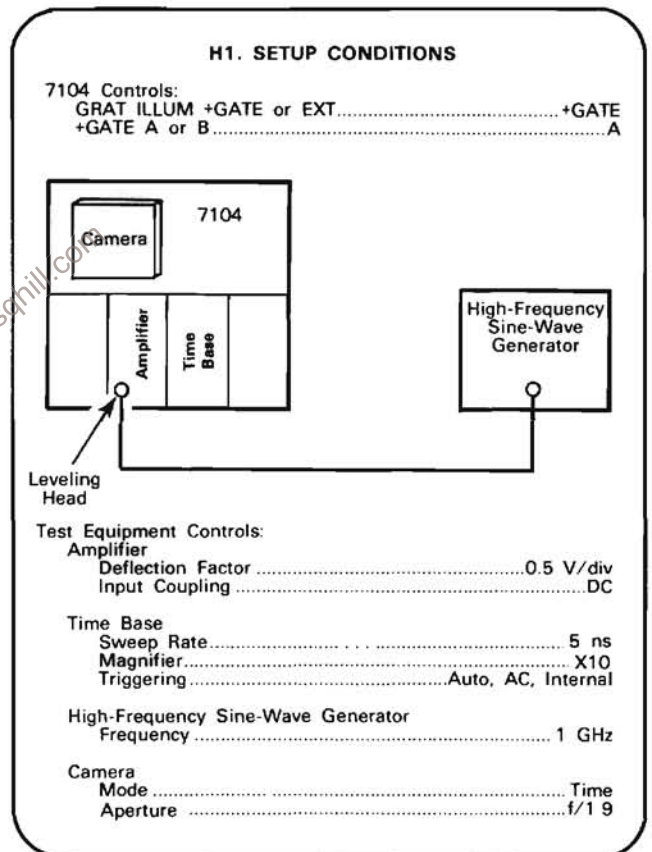 H1. SETUP CONDITIONS
7104 Controls:
GRAT ILLUM +GATE or EXT.......................................+GATE
+GATE A or B...............................................................A
7104
Camera
Amplifier
Time
Base
High-Frequency
Sine-Wave
Generator
Leveling
Head
Test Equipment Controls:
Amplifier
Deflection Factor ..............................................0.5 V/div
Input Coupling ........................................................DC
Time Base
Sweep Rate........................ . . . ............................ 5 ns
Magnifier............................................................ X10
Triggering......................................Auto, AC, Internal
High-Frequency Sine-Wave Generator
Frequency ....................................................... 1 GHz
Camera
Mode ....................... ...................................... Time
Aperture .........................................................f/1 9